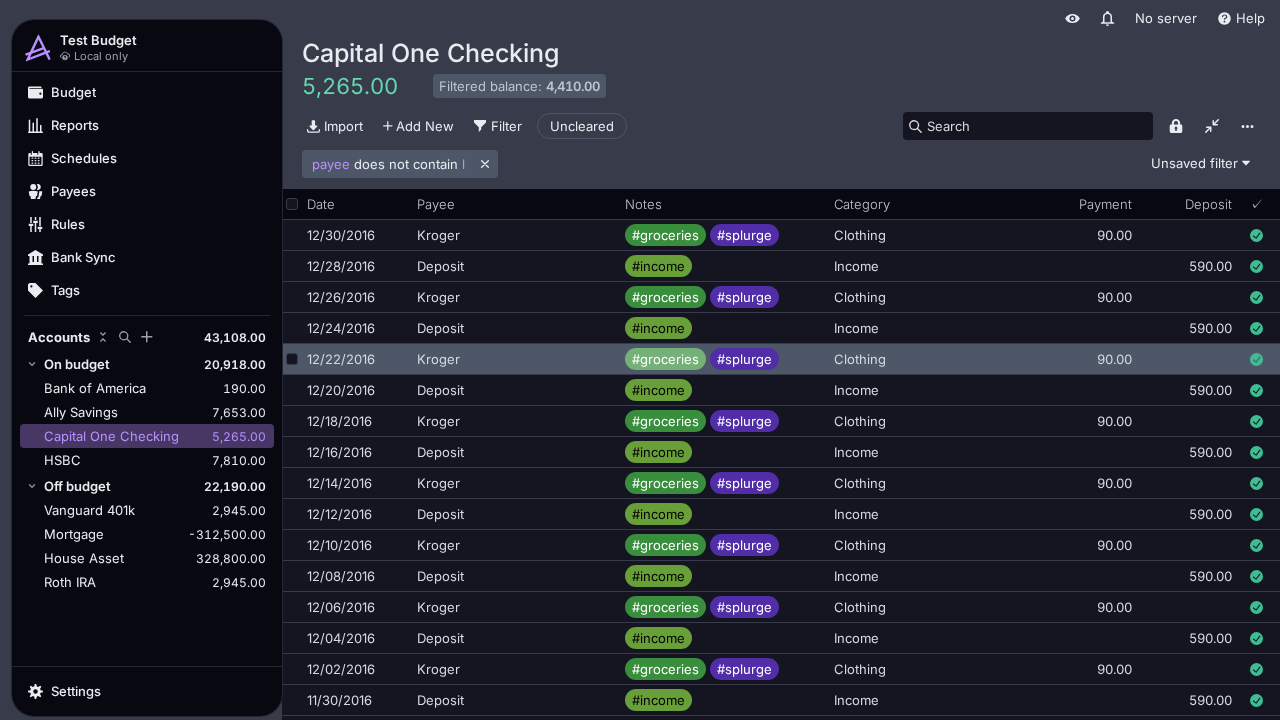 No server
Help
Test Budget
Local only
Budget
Reports
Schedules
Payees
Rules
Bank Sync
Tags
Accounts 43,108.00
On budget 20,918.00
Bank of America 190.00
Ally Savings 7,653.00
Capital One Checking 5,265.00
HSBC 7,810.00
Off budget 22,190.00
Vanguard 401k 2,945.00
Mortgage -312,500.00
House Asset 328,800.00
Roth IRA 2,945.00
Settings
Capital One Checking
5,265.00 Filtered balance: 4,410.00
Import Add New Filter Uncleared Search
payee does not contain l Unsaved filter
Date Payee Notes Category Payment Deposit ✓
12/30/2016 Kroger #groceries #splurge Clothing 90.00
12/28/2016 Deposit #income Income 590.00
12/26/2016 Kroger #groceries #splurge Clothing 90.00
12/24/2016 Deposit #income Income 590.00
12/22/2016 Kroger #groceries #splurge Clothing 90.00
12/20/2016 Deposit #income Income 590.00
12/18/2016 Kroger #groceries #splurge Clothing 90.00
12/16/2016 Deposit #income Income 590.00
12/14/2016 Kroger #groceries #splurge Clothing 90.00
12/12/2016 Deposit #income Income 590.00
12/10/2016 Kroger #groceries #splurge Clothing 90.00
12/08/2016 Deposit #income Income 590.00
12/06/2016 Kroger #groceries #splurge Clothing 90.00
12/04/2016 Deposit #income Income 590.00
12/02/2016 Kroger #groceries #splurge Clothing 90.00
11/30/2016 Deposit #income Income 590.00